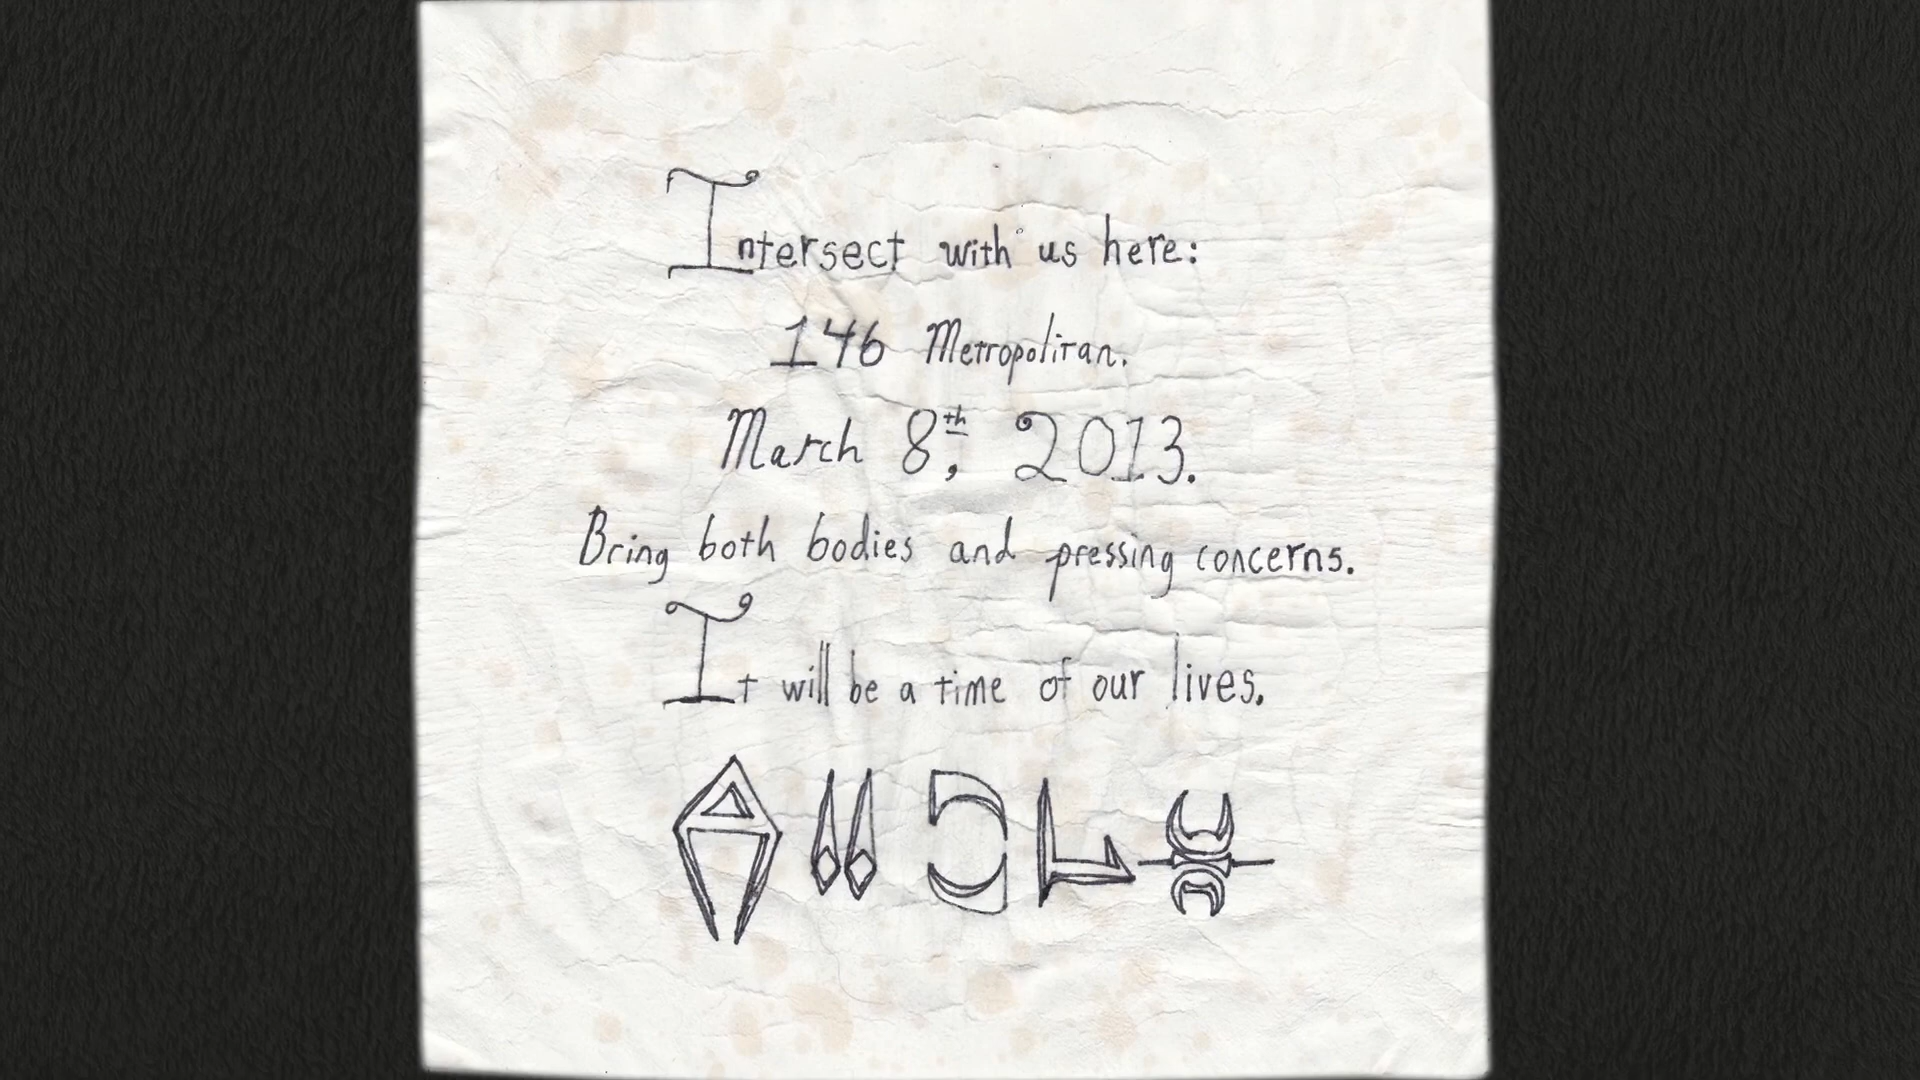 Intersect with us here:
146 Metropolitan.
March 8th, 2013.
Bring both bodies and pressing concerns.
It will be a time of our lives.